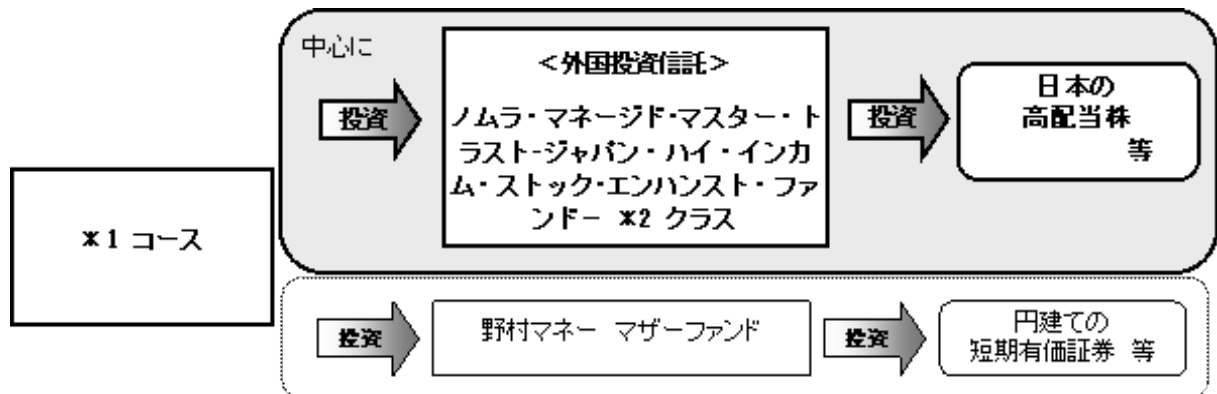 中心に
投資
＜外国投資信託＞
ノムラ・マネージド・マスター・ト
ラスト-ジャパン・ハイ・インカ
ム・ストック・エンハンスト・ファ
ンドー *2 クラス
投資
日本の
高配当株
等
*1 コース
投資
野村マネー マザーファンド
投資
円建ての
短期有価証券 等